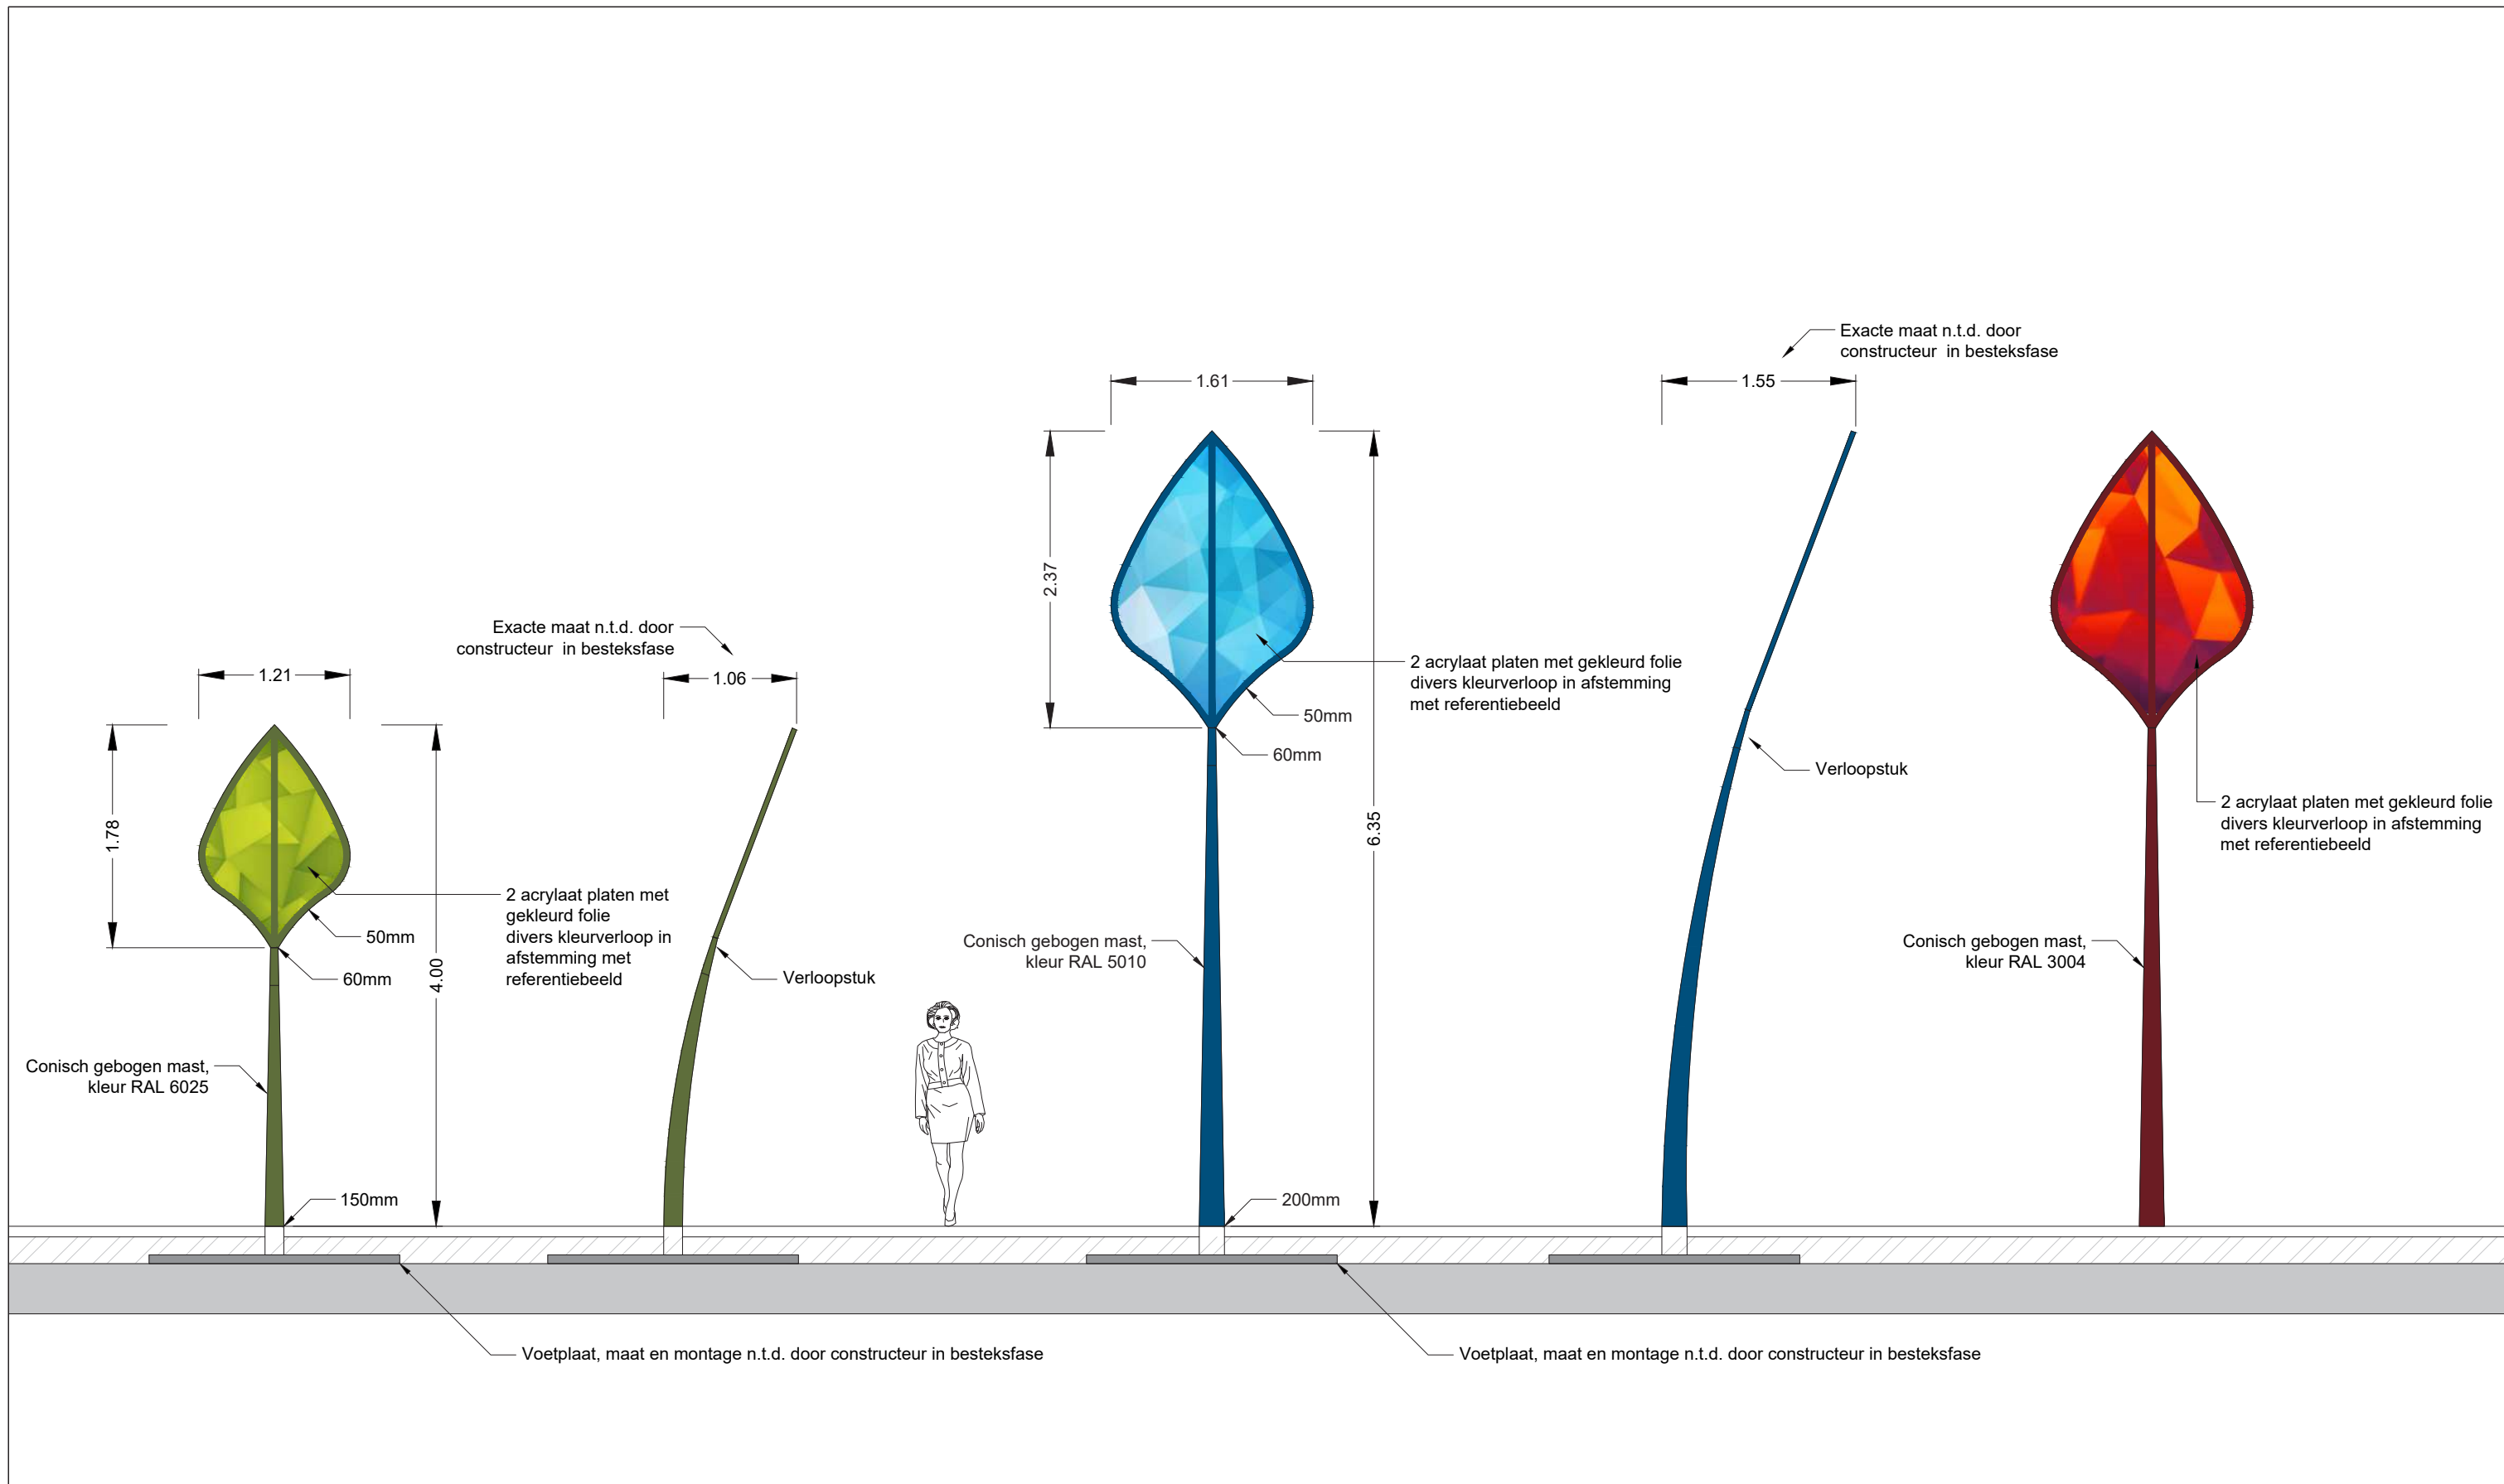 Exacte maat n.t.d. door
constructeur  in besteksfase
1.61
1.55
2.37
6.35
Exacte maat n.t.d. door
constructeur  in besteksfase
1.21
1.06
2 acrylaat platen met gekleurd folie
divers kleurverloop in afstemming
met referentiebeeld
50mm
60mm
Verloopstuk
2 acrylaat platen met gekleurd folie
divers kleurverloop in afstemming
met referentiebeeld
1.78
4.00
2 acrylaat platen met
gekleurd folie
divers kleurverloop in
afstemming met
referentiebeeld
50mm
60mm
Verloopstuk
Conisch gebogen mast,
kleur RAL 5010
Conisch gebogen mast,
kleur RAL 3004
Conisch gebogen mast,
kleur RAL 6025
150mm
200mm
Voetplaat, maat en montage n.t.d. door constructeur in besteksfase
Voetplaat, maat en montage n.t.d. door constructeur in besteksfase